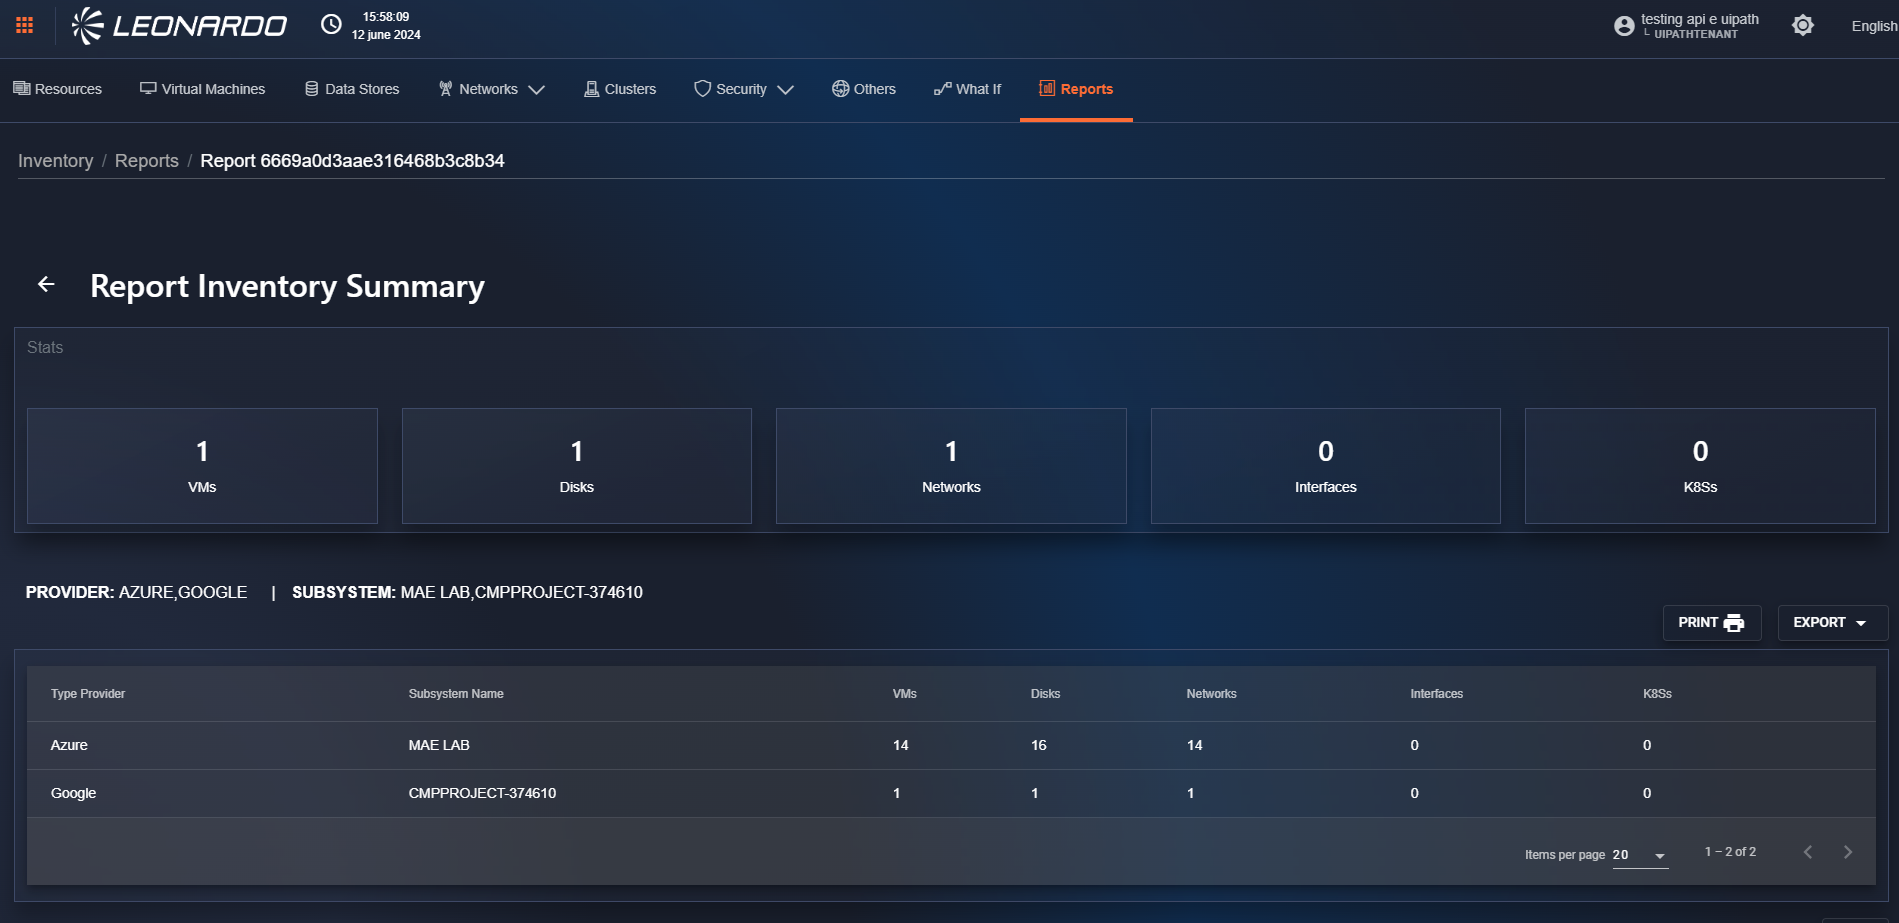 LEONARDO
15:58:09
12 june 2024
testing api e uipath
UIPATHTENANT
English
Resources
Virtual Machines
Data Stores
Networks
Clusters
Security
Others
What If
Reports
Inventory / Reports / Report 6669a0d3aae316468b3c8b34
Report Inventory Summary
Stats
1
VMs
1
Disks
1
Networks
0
Interfaces
0
K8Ss
PROVIDER: AZURE,GOOGLE | SUBSYSTEM: MAE LAB,CMPPROJECT-374610
PRINT
EXPORT
Type Provider Subsystem Name VMs Disks Networks Interfaces K8Ss
Azure MAE LAB 14 16 14 0 0
Google CMPPROJECT-374610 1 1 1 0 0
Items per page 20 1 – 2 of 2